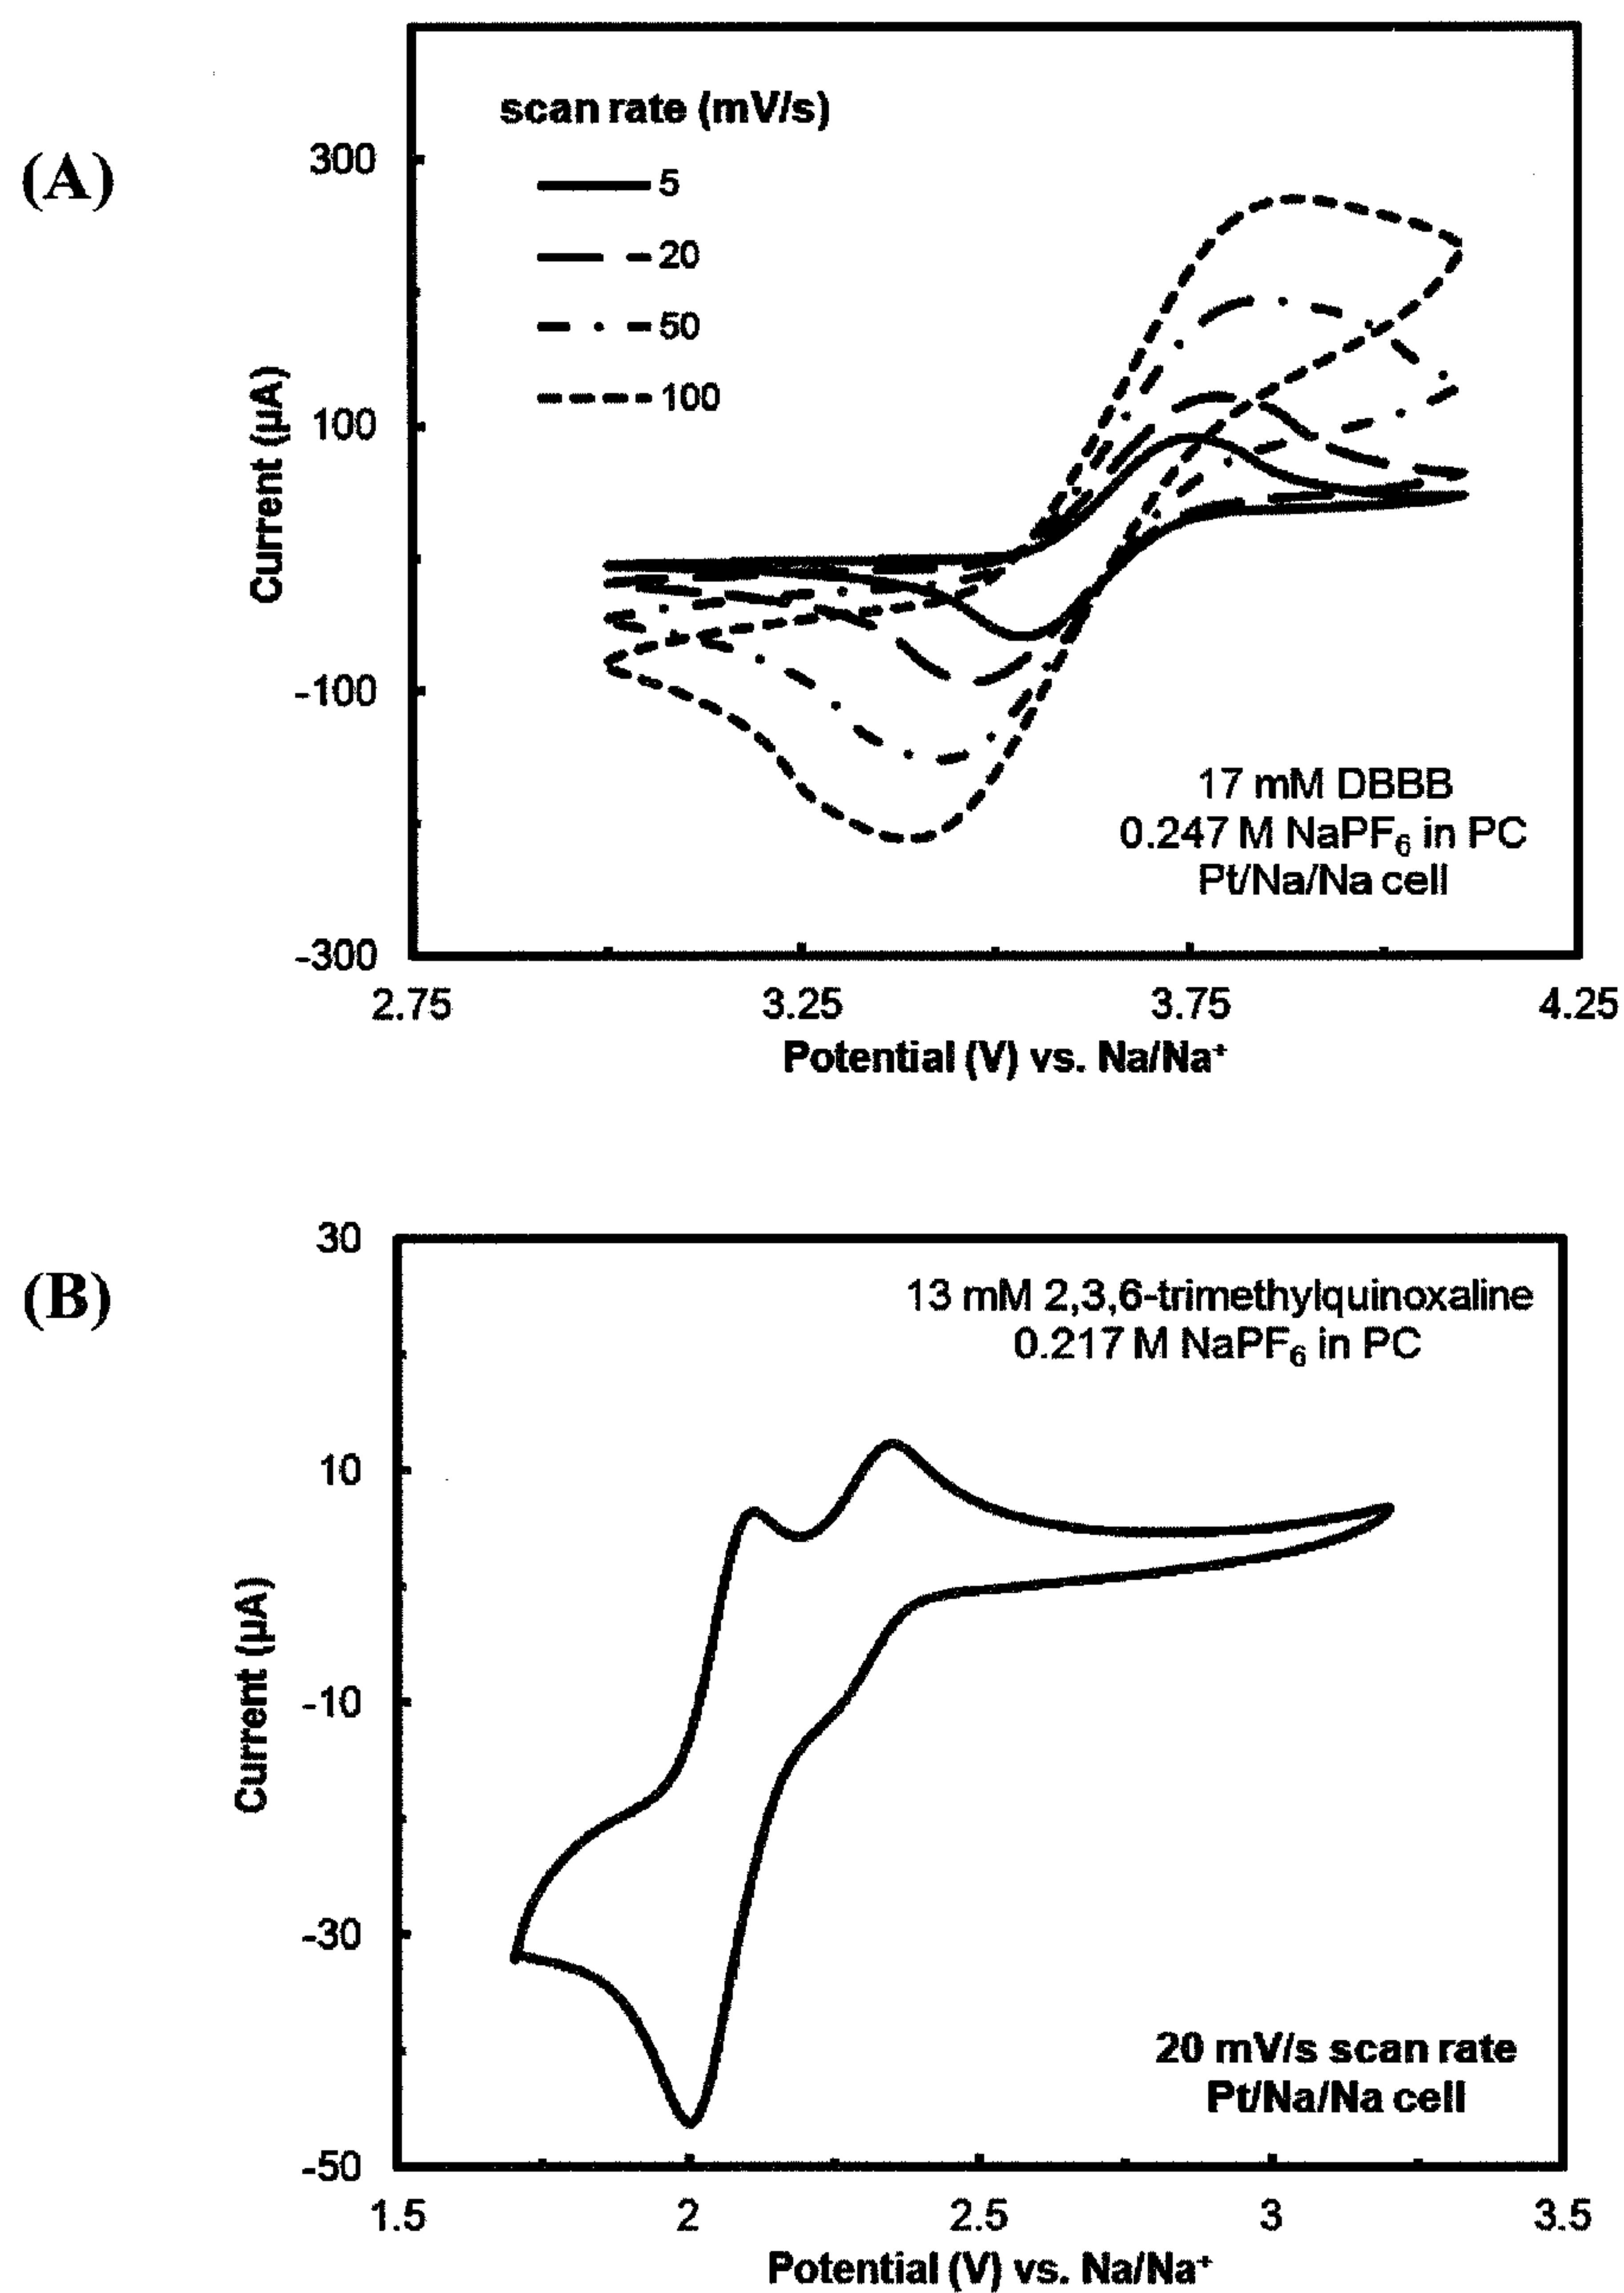 (A)
scan rate (mV/s)
5
20
50
100
300
100
-100
-300
Current (µA)
17 mM DBBB
0.247 M NaPF₆ in PC
Pt/Na/Na cell
2.75 3.25 3.75 4.25
Potential (V) vs. Na/Na⁺
(B)
30
10
-10
-30
-50
Current (µA)
13 mM 2,3,6-trimethylquinoxaline
0.217 M NaPF₆ in PC
20 mV/s scan rate
Pt/Na/Na cell
1.5 2 2.5 3 3.5
Potential (V) vs. Na/Na⁺